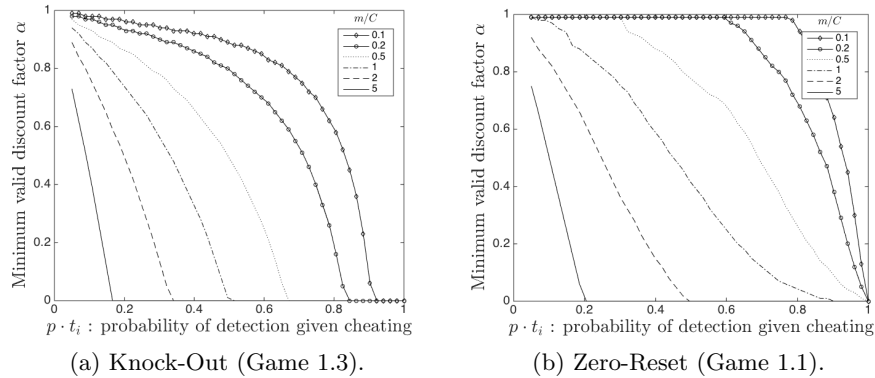 Minimum valid discount factor α
1
0.8
0.6
0.4
0.2
0
0 0.2 0.4 0.6 0.8 1
m/C
0.1
0.2
0.5
1
2
5
p · tᵢ : probability of detection given cheating
(a) Knock-Out (Game 1.3).
Minimum valid discount factor α
1
0.8
0.6
0.4
0.2
0
0 0.2 0.4 0.6 0.8 1
m/C
0.1
0.2
0.5
1
2
5
p · tᵢ : probability of detection given cheating
(b) Zero-Reset (Game 1.1).